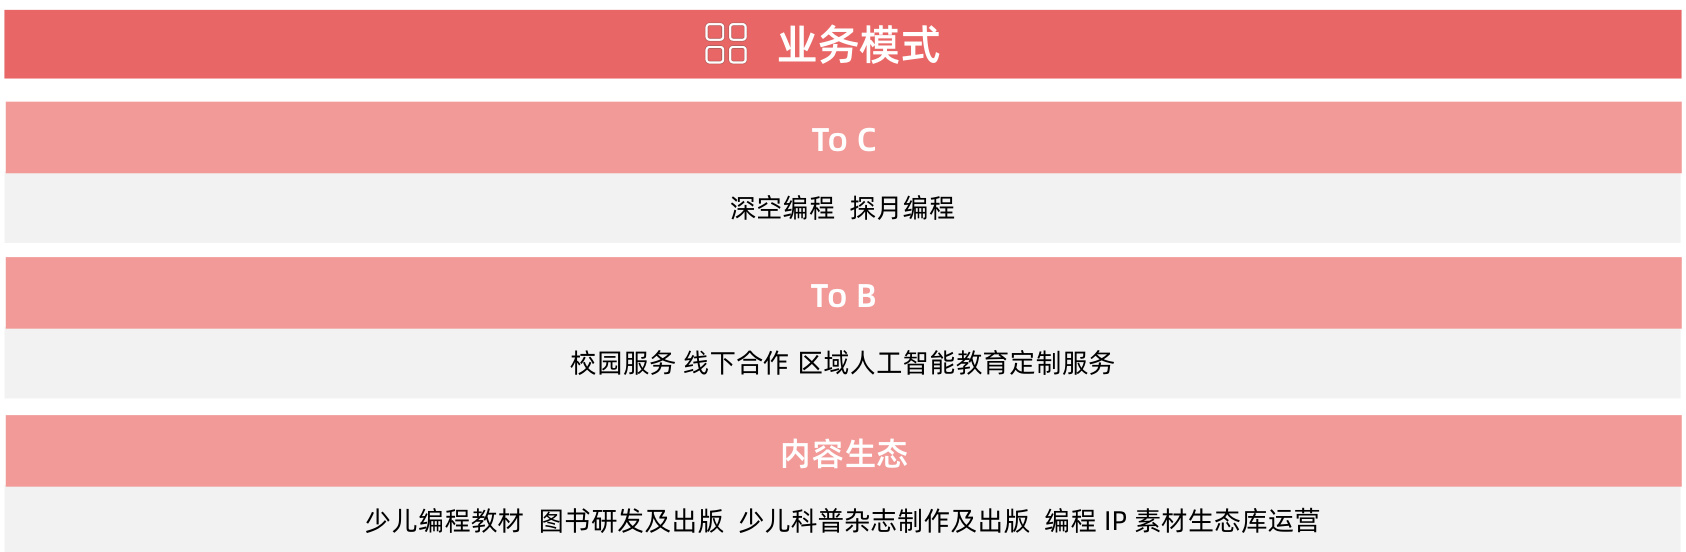 业务模式
To C
深空编程 探月编程
To B
校园服务 线下合作 区域人工智能教育定制服务
内容生态
少儿编程教材 图书研发及出版 少儿科普杂志制作及出版 编程 IP 素材生态库运营